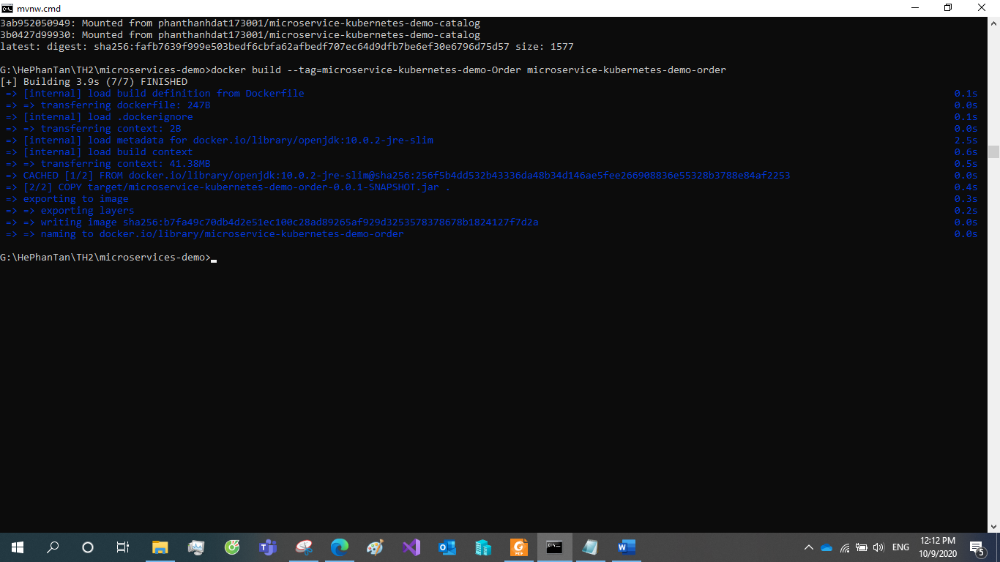 mvnw.cmd
3ab952050949: Mounted from phanthanhdat173001/microservice-kubernetes-demo-catalog
3b0427d99930: Mounted from phanthanhdat173001/microservice-kubernetes-demo-catalog
latest: digest: sha256:fafb7639f999e503bedf6cbfa62afbedf707ec64d9dfb7be6ef30e6796d75d57 size: 1577
G:\HePhanTan\TH2\microservices-demo>docker build --tag=microservice-kubernetes-demo-Order microservice-kubernetes-demo-order
[+] Building 3.9s (7/7) FINISHED
=> [internal] load build definition from Dockerfile 0.1s
=> => transferring dockerfile: 247B 0.0s
=> [internal] load .dockerignore 0.1s
=> => transferring context: 2B 0.0s
=> [internal] load metadata for docker.io/library/openjdk:10.0.2-jre-slim 2.5s
=> [internal] load build context 0.6s
=> => transferring context: 41.38MB 0.5s
=> CACHED [1/2] FROM docker.io/library/openjdk:10.0.2-jre-slim@sha256:256f5b4dd532b43336da48b34d146ae5fee266908836e55328b3788e84af2253 0.0s
=> [2/2] COPY target/microservice-kubernetes-demo-order-0.0.1-SNAPSHOT.jar . 0.4s
=> exporting to image 0.3s
=> => exporting layers 0.2s
=> => writing image sha256:b7fa49c70db4d2e51ec100c28ad89265af929d3253578378678b1824127f7d2a 0.0s
=> => naming to docker.io/library/microservice-kubernetes-demo-order 0.0s
G:\HePhanTan\TH2\microservices-demo>
ENG
12:12 PM
10/9/2020
5